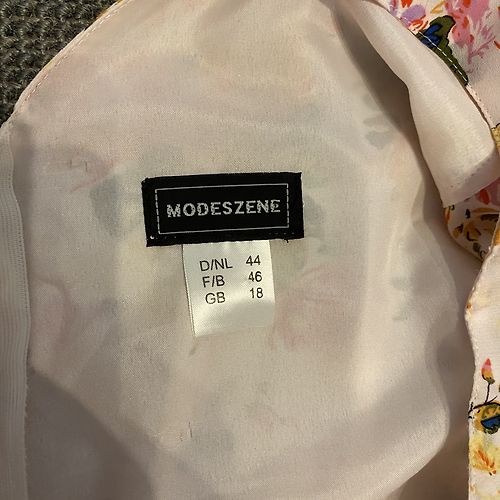 MODESZENE
D/NL 44
F/B 46
GB 18